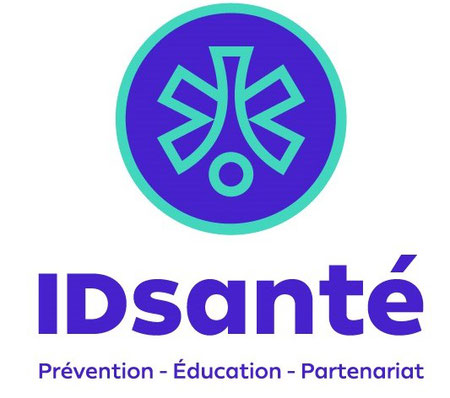 IDsanté
Prévention - Éducation - Partenariat